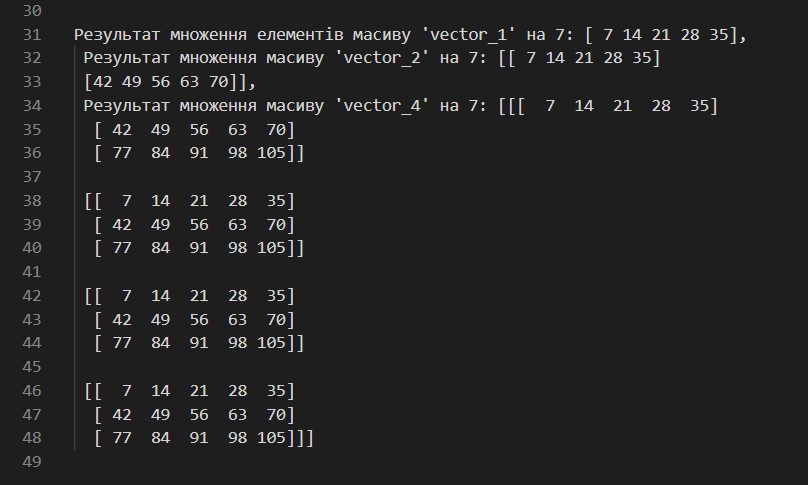 30
31 Результат множення елементів масиву 'vector_1' на 7: [ 7 14 21 28 35],
32 Результат множення масиву 'vector_2' на 7: [[ 7 14 21 28 35]
33 [42 49 56 63 70]],
34 Результат множення масиву 'vector_4' на 7: [[[  7  14  21  28  35]
35 [ 42  49  56  63  70]
36 [ 77  84  91  98 105]]
37
38 [[  7  14  21  28  35]
39 [ 42  49  56  63  70]
40 [ 77  84  91  98 105]]
41
42 [[  7  14  21  28  35]
43 [ 42  49  56  63  70]
44 [ 77  84  91  98 105]]
45
46 [[  7  14  21  28  35]
47 [ 42  49  56  63  70]
48 [ 77  84  91  98 105]]]
49